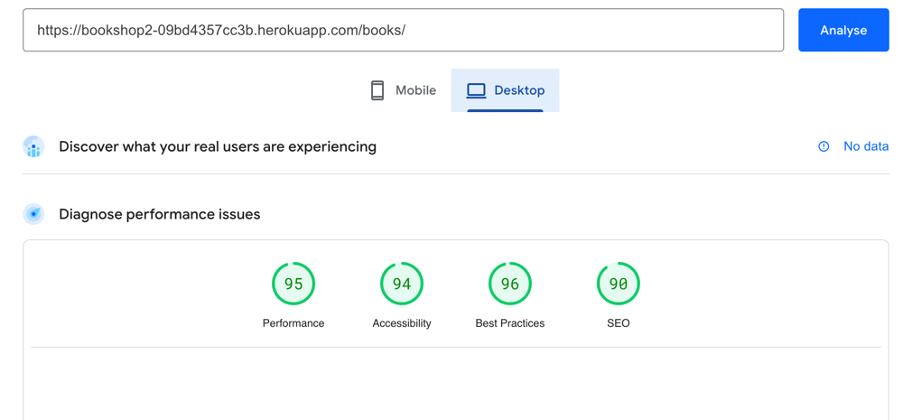 https://bookshop2-09bd4357cc3b.herokuapp.com/books/
Analyse
Mobile
Desktop
Discover what your real users are experiencing
No data
Diagnose performance issues
95
94
96
90
Performance
Accessibility
Best Practices
SEO